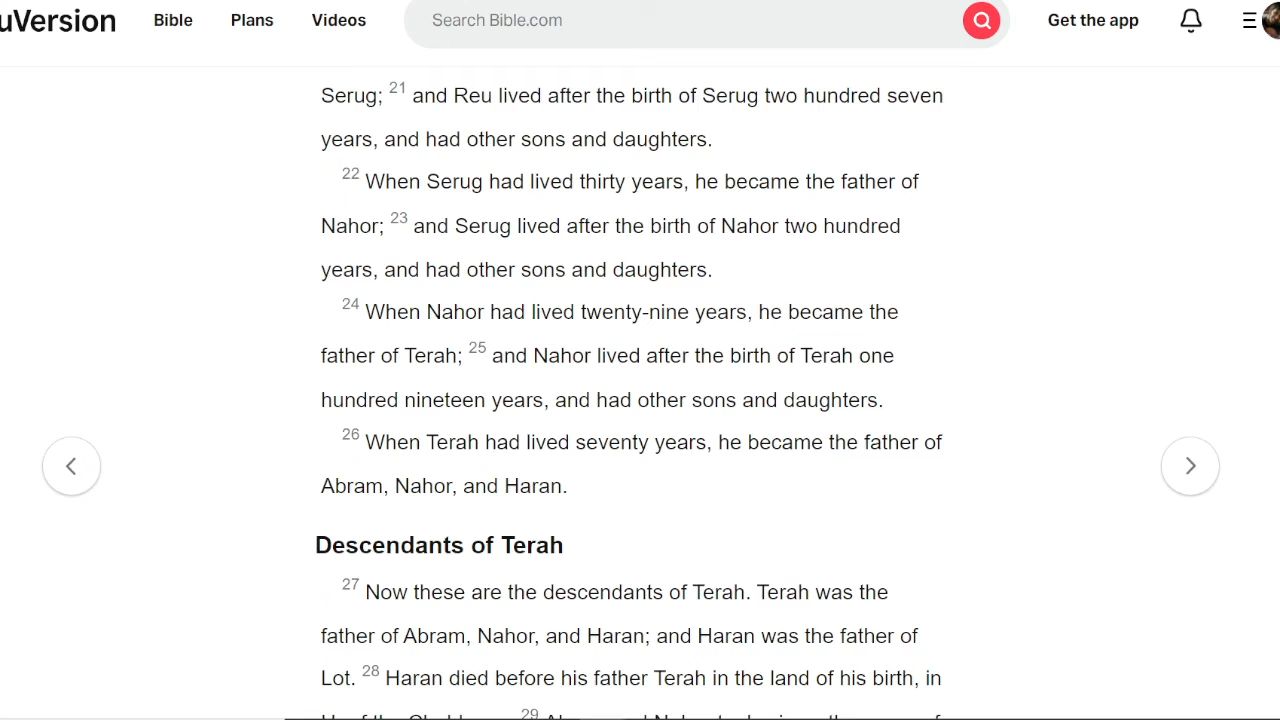 uVersion Bible Plans Videos Search Bible.com Get the app
Serug; 21 and Reu lived after the birth of Serug two hundred seven
years, and had other sons and daughters.
22 When Serug had lived thirty years, he became the father of
Nahor; 23 and Serug lived after the birth of Nahor two hundred
years, and had other sons and daughters.
24 When Nahor had lived twenty-nine years, he became the
father of Terah; 25 and Nahor lived after the birth of Terah one
hundred nineteen years, and had other sons and daughters.
26 When Terah had lived seventy years, he became the father of
Abram, Nahor, and Haran.
Descendants of Terah
27 Now these are the descendants of Terah. Terah was the
father of Abram, Nahor, and Haran; and Haran was the father of
Lot. 28 Haran died before his father Terah in the land of his birth, in
29